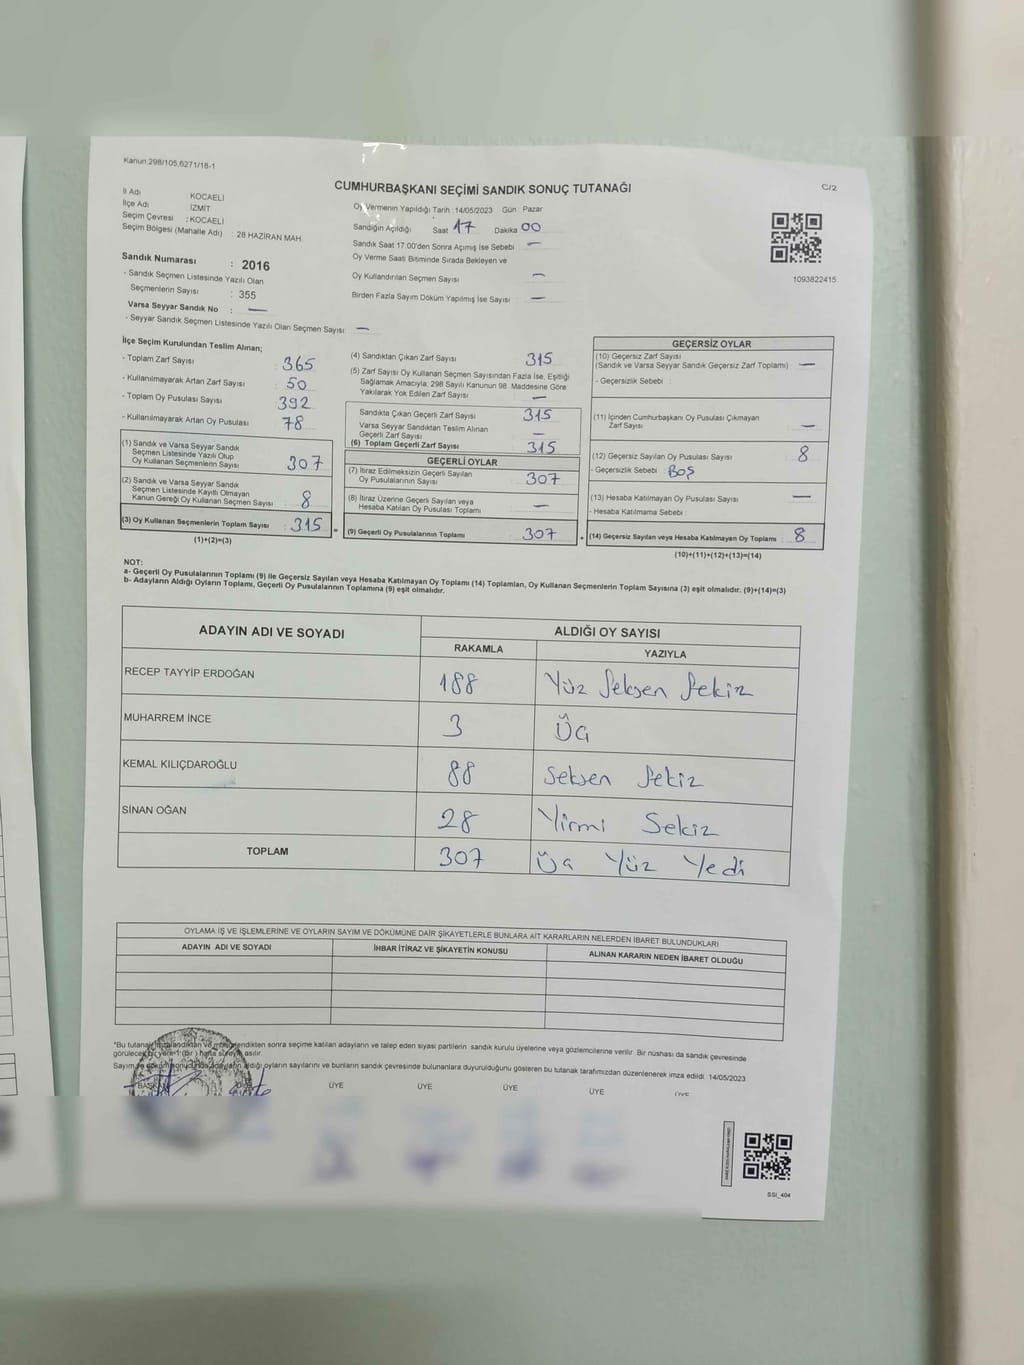 Kanun:298/105.6271/18-1
CUMHURBAŞKANI SEÇİMİ SANDIK SONUÇ TUTANAĞI
C/2
İl Adı : KOCAELİ
İlçe Adı : İZMİT
Seçim Çevresi : KOCAELİ
Seçim Bölgesi (Mahalle Adı) : 28 HAZİRAN MAH.
Sandık Numarası : 2016
- Sandık Seçmen Listesinde Yazılı Olan
Seçmenlerin Sayısı : 355
Varsa Seyyar Sandık No : —
- Seyyar Sandık Seçmen Listesinde Yazılı Olan Seçmen Sayısı : —
Oy Vermenin Yapıldığı Tarih : 14/05/2023 Gün : Pazar
Sandığın Açıldığı Saat 17 Dakika 00
Sandık Saat 17.00'den Sonra Açmış İse Sebebi : —
Oy Verme Saati Bitiminde Sırada Bekleyen ve
Oy Kullandırılan Seçmen Sayısı : —
Birden Fazla Sayım Döküm Yapılmış İse Sayısı : —
1093822415
İlçe Seçim Kurulundan Teslim Alınan;
- Toplam Zarf Sayısı : 365
- Kullanılmayarak Artan Zarf Sayısı : 50
- Toplam Oy Pusulası Sayısı : 392
- Kullanılmayarak Artan Oy Pusulası : 78
(1) Sandık ve Varsa Seyyar Sandık
Seçmen Listesinde Yazılı Olup
Oy Kullanan Seçmenlerin Sayısı : 307
(2) Sandık ve Varsa Seyyar Sandık
Seçmen Listesinde Kayıtlı Olmayan
Kanun Gereği Oy Kullanan Seçmen Sayısı : 8
(3) Oy Kullanan Seçmenlerin Toplam Sayısı : 315
(1)+(2)=(3)
(4) Sandıktan Çıkan Zarf Sayısı : 315
(5) Zarf Sayısı Oy Kullanan Seçmen Sayısından Fazla İse, Eşitliği
Sağlamak Amacıyla; 298 Sayılı Kanunun 98. Maddesine Göre
Yakılarak Yok Edilen Zarf Sayısı : —
Sandıkta Çıkan Geçerli Zarf Sayısı : 315
Varsa Seyyar Sandıktan Teslim Alınan
Geçerli Zarf Sayısı : —
(6) Toplam Geçerli Zarf Sayısı : 315
GEÇERLİ OYLAR
(7) İtiraz Edilmeksizin Geçerli Sayılan
Oy Pusulalarının Sayısı : 307
(8) İtiraz Üzerine Geçerli Sayılan veya
Hesaba Katılan Oy Pusulası Toplamı : —
= (9) Geçerli Oy Pusulalarının Toplamı : 307
GEÇERSİZ OYLAR
(10) Geçersiz Zarf Sayısı
(Sandık ve Varsa Seyyar Sandık Geçersiz Zarf Toplamı) : —
- Geçersizlik Sebebi :
(11) İçinden Cumhurbaşkanı Oy Pusulası Çıkmayan
Zarf Sayısı : —
(12) Geçersiz Sayılan Oy Pusulası Sayısı : 8
- Geçersizlik Sebebi : BOŞ
(13) Hesaba Katılmayan Oy Pusulası Sayısı : —
- Hesaba Katılmama Sebebi :
+ (14) Geçersiz Sayılan veya Hesaba Katılmayan Oy Toplamı : 8
(10)+(11)+(12)+(13)=(14)
NOT:
a- Geçerli Oy Pusulalarının Toplamı (9) ile Geçersiz Sayılan veya Hesaba Katılmayan Oy Toplamı (14) Toplamları, Oy Kullanan Seçmenlerin Toplam Sayısına (3) eşit olmalıdır. (9)+(14)=(3)
b- Adayların Aldığı Oyların Toplamı, Geçerli Oy Pusulalarının Toplamına (9) eşit olmalıdır.
ADAYIN ADI VE SOYADI
ALDIĞI OY SAYISI
RAKAMLA YAZIYLA
RECEP TAYYİP ERDOĞAN 188 Yüz Seksen Sekiz
MUHARREM İNCE 3 Üç
KEMAL KILIÇDAROĞLU 88 Seksen Sekiz
SİNAN OĞAN 28 Yirmi Sekiz
TOPLAM 307 Üç Yüz Yedi
OYLAMA İŞ VE İŞLEMLERİNE VE OYLARIN SAYIM VE DÖKÜMÜNE DAİR ŞİKAYETLERLE BUNLARA AİT KARARLARIN NELERDEN İBARET BULUNDUKLARI
ADAYIN ADI VE SOYADI İHBAR İTİRAZ VE ŞİKAYETİN KONUSU ALINAN KARARIN NEDEN İBARET OLDUĞU
*Bu tutanak sonra seçime katılan adayların ve talep eden siyasi partilerin sandık kurulu üyelerine veya gözlemcilerine verilir. Bir nüshası da sandık çevresinde
görülecek bir yere 1 (bir) hafta süreyle asılır.
Sayım ve döküm sonucunda adayların aldığı oyların sayılarını ve bunların sandık çevresinde bulunanlara duyurulduğunu gösteren bu tutanak tarafımızdan düzenlenerek imza edildi. 14/05/2023
BAŞKAN ÜYE ÜYE ÜYE ÜYE ÜYE
SSI_404